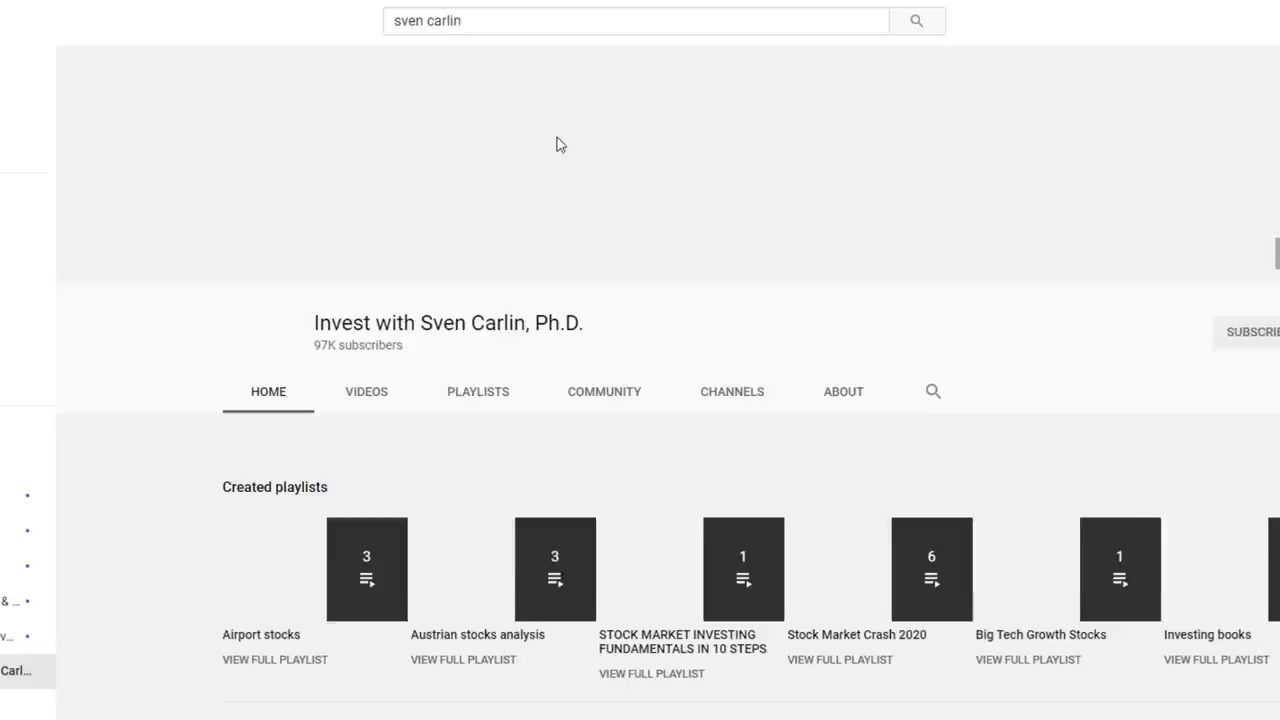 sven carlin
Invest with Sven Carlin, Ph.D.
97K subscribers
SUBSCRIBE
HOME VIDEOS PLAYLISTS COMMUNITY CHANNELS ABOUT
Created playlists
3 3 1 6 1
Airport stocks
VIEW FULL PLAYLIST
Austrian stocks analysis
VIEW FULL PLAYLIST
STOCK MARKET INVESTING
FUNDAMENTALS IN 10 STEPS
VIEW FULL PLAYLIST
Stock Market Crash 2020
VIEW FULL PLAYLIST
Big Tech Growth Stocks
VIEW FULL PLAYLIST
Investing books
VIEW FULL PLAYLIST
& ...
v...
Carl...